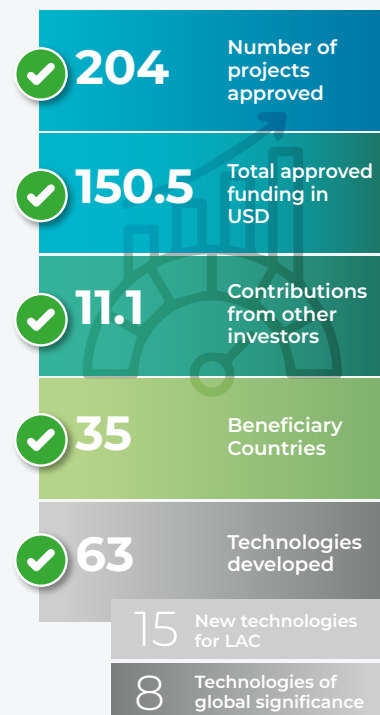 204
Number of
projects
approved
150.5
Total approved
funding in
USD
11.1
Contributions
from other
investors
35
Beneficiary
Countries
63
Technologies
developed
15
New technologies
for LAC
8
Technologies of
global significance